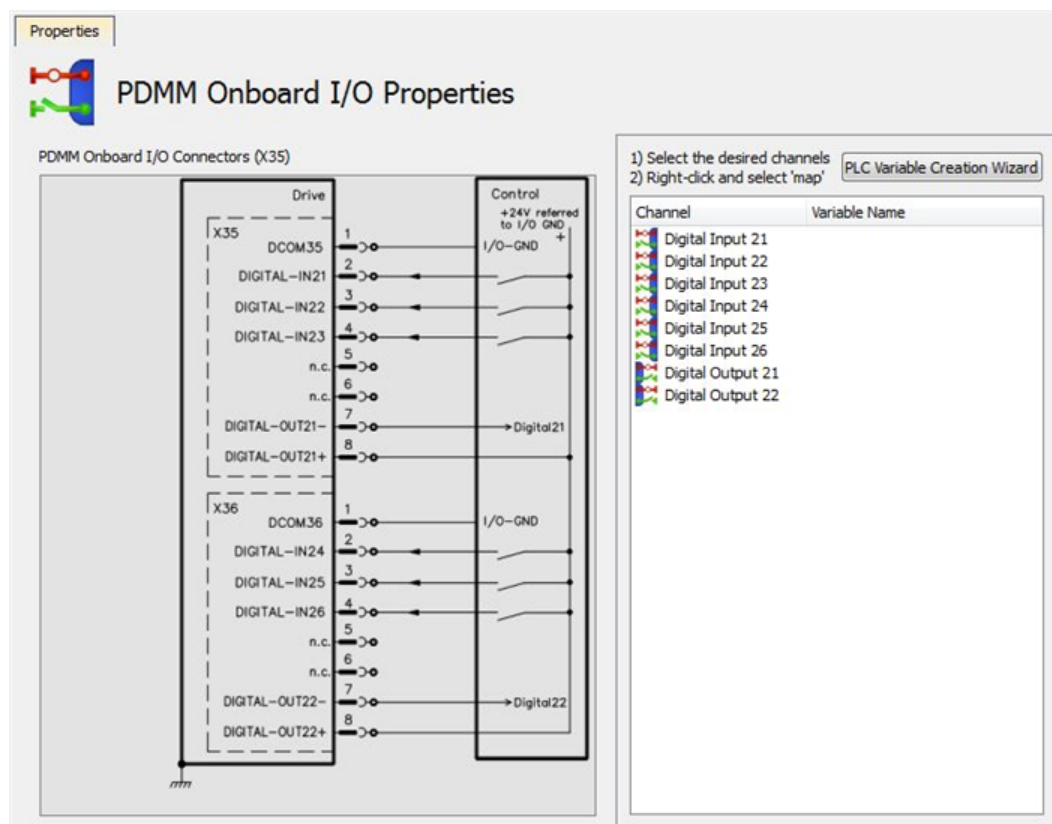 Properties
PDMM Onboard I/O Properties
PDMM Onboard I/O Connectors (X35)
Drive
Control
+24V referred
to I/O GND
+
X35
DCOM35
1
I/O-GND
DIGITAL-IN21
2
DIGITAL-IN22
3
DIGITAL-IN23
4
n.c.
5
n.c.
6
DIGITAL-OUT21-
7
Digital21
DIGITAL-OUT21+
8
X36
DCOM36
1
I/O-GND
DIGITAL-IN24
2
DIGITAL-IN25
3
DIGITAL-IN26
4
n.c.
5
n.c.
6
DIGITAL-OUT22-
7
Digital22
DIGITAL-OUT22+
8
1) Select the desired channels
2) Right-click and select 'map'
PLC Variable Creation Wizard
Channel Variable Name
Digital Input 21
Digital Input 22
Digital Input 23
Digital Input 24
Digital Input 25
Digital Input 26
Digital Output 21
Digital Output 22